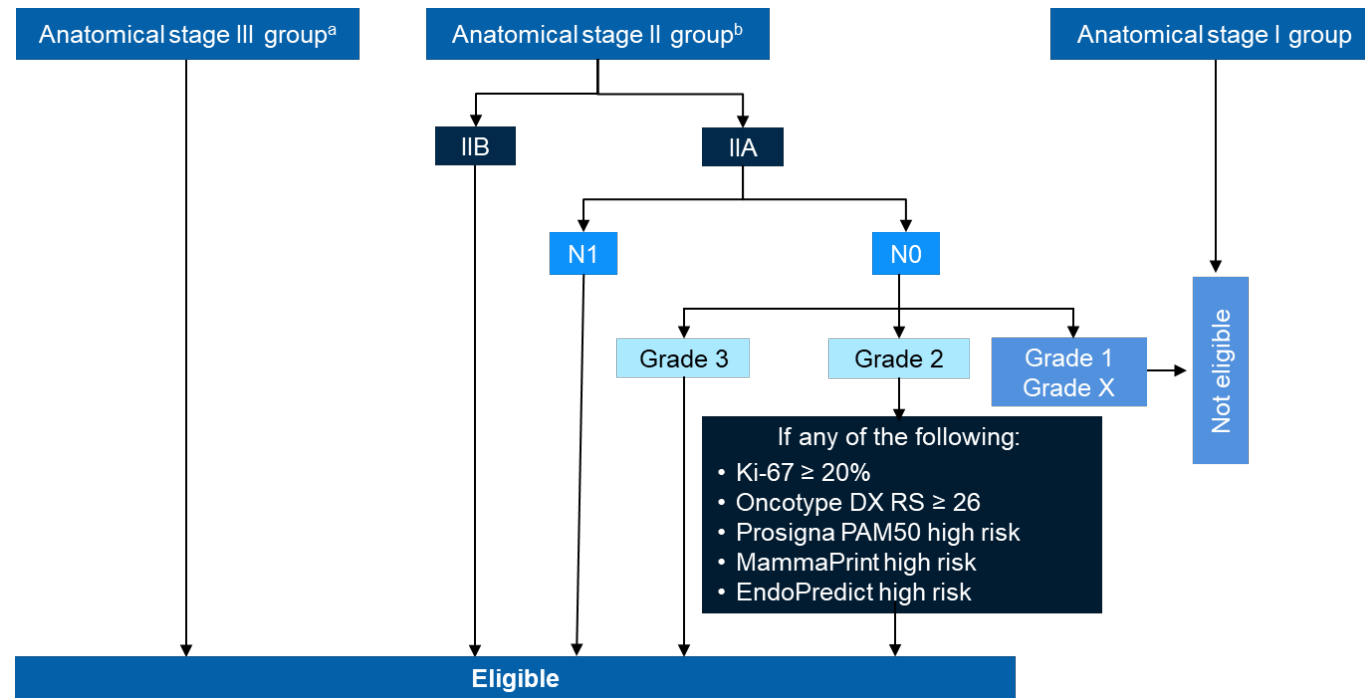 Anatomical stage III groupᵃ
Anatomical stage II groupᵇ
Anatomical stage I group
IIB
IIA
N1
N0
Grade 3
Grade 2
Grade 1
Grade X
Not eligible
If any of the following:
• Ki-67 ≥ 20%
• Oncotype DX RS ≥ 26
• Prosigna PAM50 high risk
• MammaPrint high risk
• EndoPredict high risk
Eligible